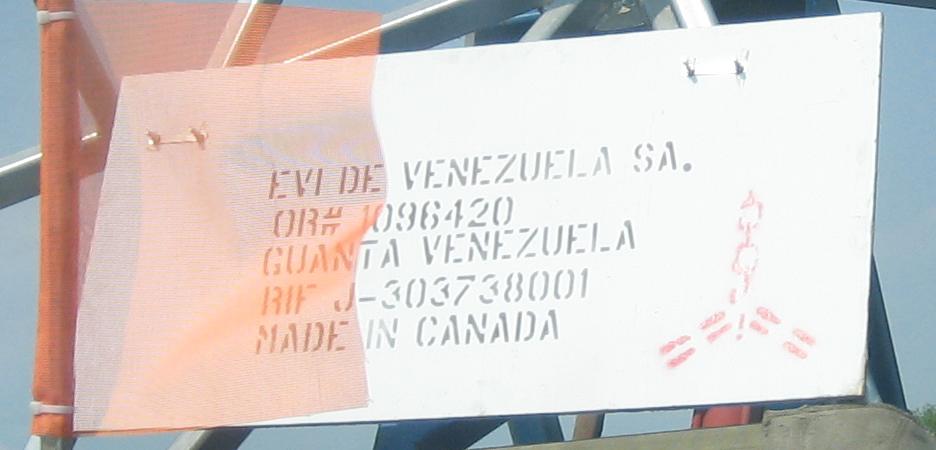 EVI DE VENEZUELA SA.
OR# 1096420
GUANTA VENEZUELA
RIF J-303738001
MADE IN CANADA